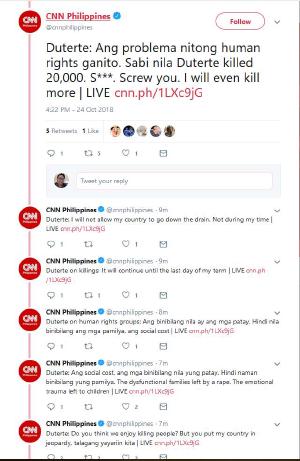 CNN Philippines
@cnnphilippines
Follow
Duterte: Ang problema nitong human
rights ganito. Sabi nila Duterte killed
20,000. S***. Screw you. I will even kill
more | LIVE cnn.ph/1LXc9jG
4:22 PM - 24 Oct 2018
5 Retweets 1 Like
1 5 1
Tweet your reply
CNN Philippines @cnnphilippines - 9m
Duterte: I will not allow my country to go down the drain. Not during my time |
LIVE cnn.ph/1LXc9jG
1 1
CNN Philippines @cnnphilippines - 9m
Duterte on killings: It will continue until the last day of my term | LIVE cnn.ph
/1LXc9jG
1 1 1
CNN Philippines @cnnphilippines - 8m
Duterte on human rights groups: Ang binibilang nila ay ang mga patay. Hindi nila
binibilang ang mga pamilya, ang social cost | LIVE cnn.ph/1LXc9jG
1 1
CNN Philippines @cnnphilippines - 7m
Duterte: Ang social cost, ang mga binibilang nila yung patay. Hindi naman
binibilang yung pamilya. The dysfunctional families left by a rape. The emotional
trauma left to children | LIVE cnn.ph/1LXc9jG
1 2
CNN Philippines @cnnphilippines - 7m
Duterte: Do you think we enjoy killing people? But you put my country in
jeopardy, talagang yayariin kita | LIVE cnn.ph/1LXc9jG
2 2